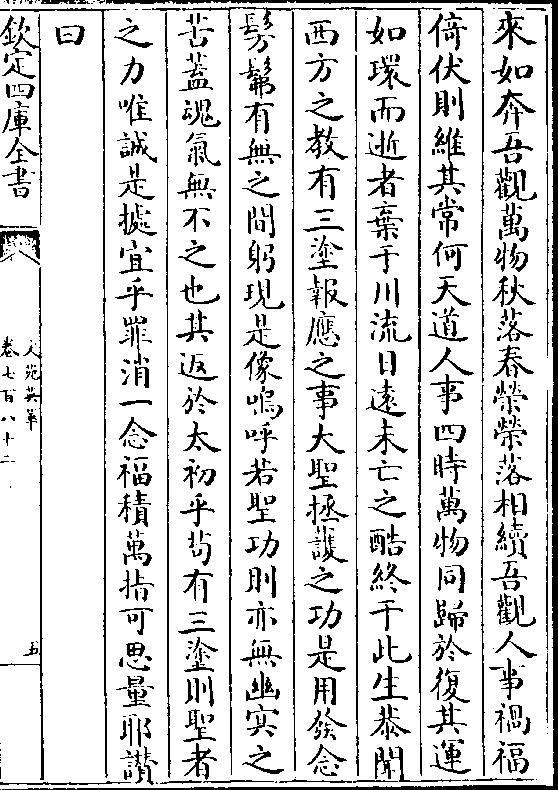 來如奔吾觀萬物秋落春榮榮落相續吾觀人事禍福
倚伏則維其常何天道人事四時萬物同歸於復其運
如環而逝者棄于川流日遠未亡之酷終于此生恭聞
西方之教有三塗報應之事大聖拯護之功是用發念
髣髴有無之間躬現是像嗚呼若聖功則亦無幽冥之
苦蓋魂氣無不之也其返於太初乎茍有三塗則聖者
之力唯誠是據宜乎罪消一念福積萬指可思量耶讃
曰
欽定四庫全書
文苑英華
卷七百八十二
五